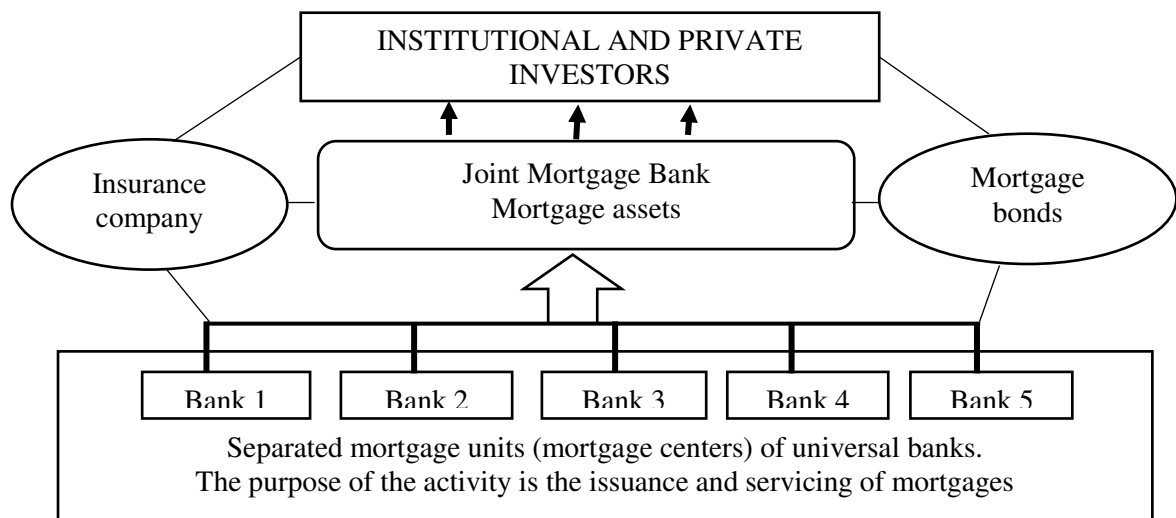 INSTITUTIONAL AND PRIVATE
INVESTORS
Insurance
company
Joint Mortgage Bank
Mortgage assets
Mortgage
bonds
Bank 1
Bank 2
Bank 3
Bank 4
Bank 5
Separated mortgage units (mortgage centers) of universal banks.
The purpose of the activity is the issuance and servicing of mortgages